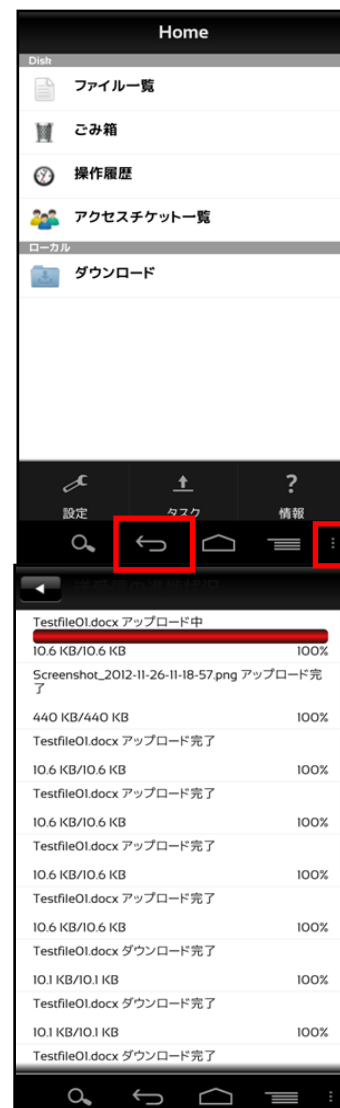 Home
Disk
ファイル一覧
ごみ箱
操作履歴
アクセスチケット一覧
ローカル
ダウンロード
設定 タスク 情報
Testfile01.docx アップロード中
10.6 KB/10.6 KB 100%
Screenshot_2012-11-26-11-18-57.png アップロード完
了
440 KB/440 KB 100%
Testfile01.docx アップロード完了
10.6 KB/10.6 KB 100%
Testfile01.docx アップロード完了
10.6 KB/10.6 KB 100%
Testfile01.docx アップロード完了
10.6 KB/10.6 KB 100%
Testfile01.docx アップロード完了
10.6 KB/10.6 KB 100%
Testfile01.docx ダウンロード完了
10.1 KB/10.1 KB 100%
Testfile01.docx ダウンロード完了
10.1 KB/10.1 KB 100%
Testfile01.docx ダウンロード完了